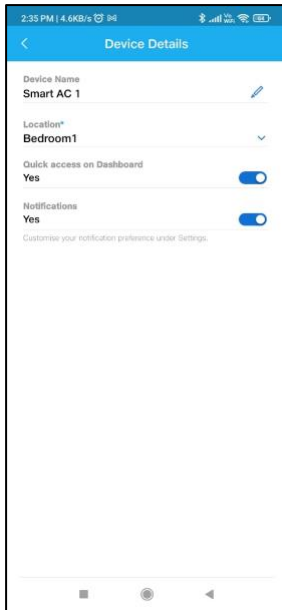 2:35 PM | 4.6KB/s
Device Details
Device Name
Smart AC 1
Location*
Bedroom1
Quick access on Dashboard
Yes
Notifications
Yes
Customise your notification preference under Settings.